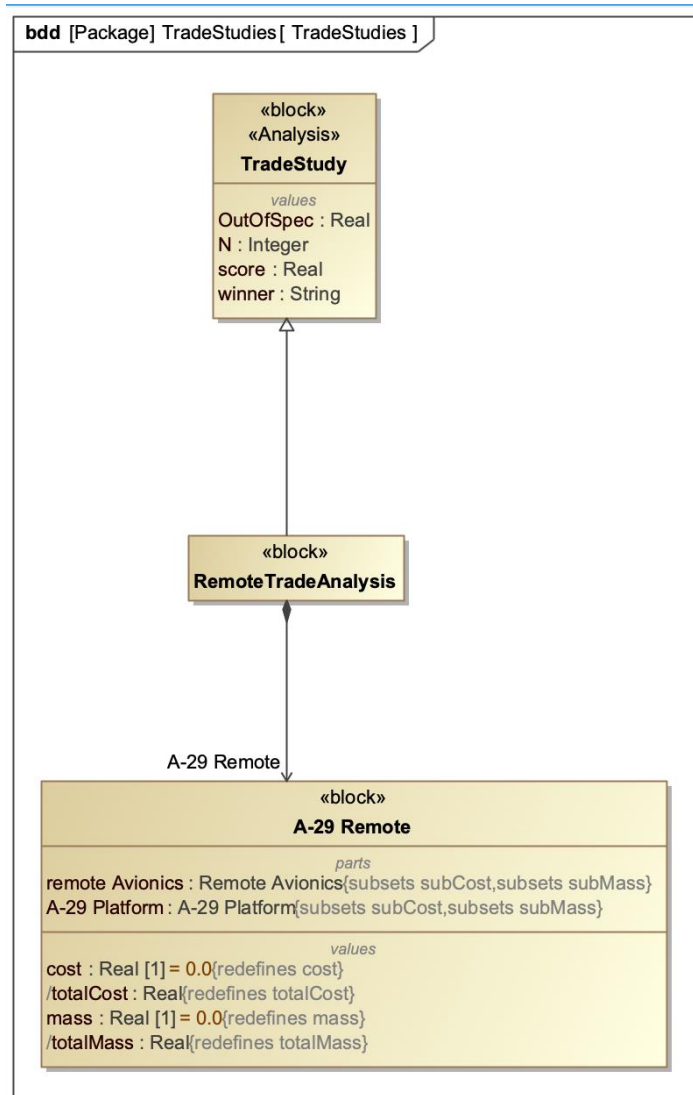 bdd [Package] TradeStudies[ TradeStudies ]
«block»
«Analysis»
TradeStudy
values
OutOfSpec : Real
N : Integer
score : Real
winner : String
«block»
RemoteTradeAnalysis
A-29 Remote
«block»
A-29 Remote
parts
remote Avionics : Remote Avionics{subsets subCost,subsets subMass}
A-29 Platform : A-29 Platform{subsets subCost,subsets subMass}
values
cost : Real [1] = 0.0{redefines cost}
/totalCost : Real{redefines totalCost}
mass : Real [1] = 0.0{redefines mass}
/totalMass : Real{redefines totalMass}